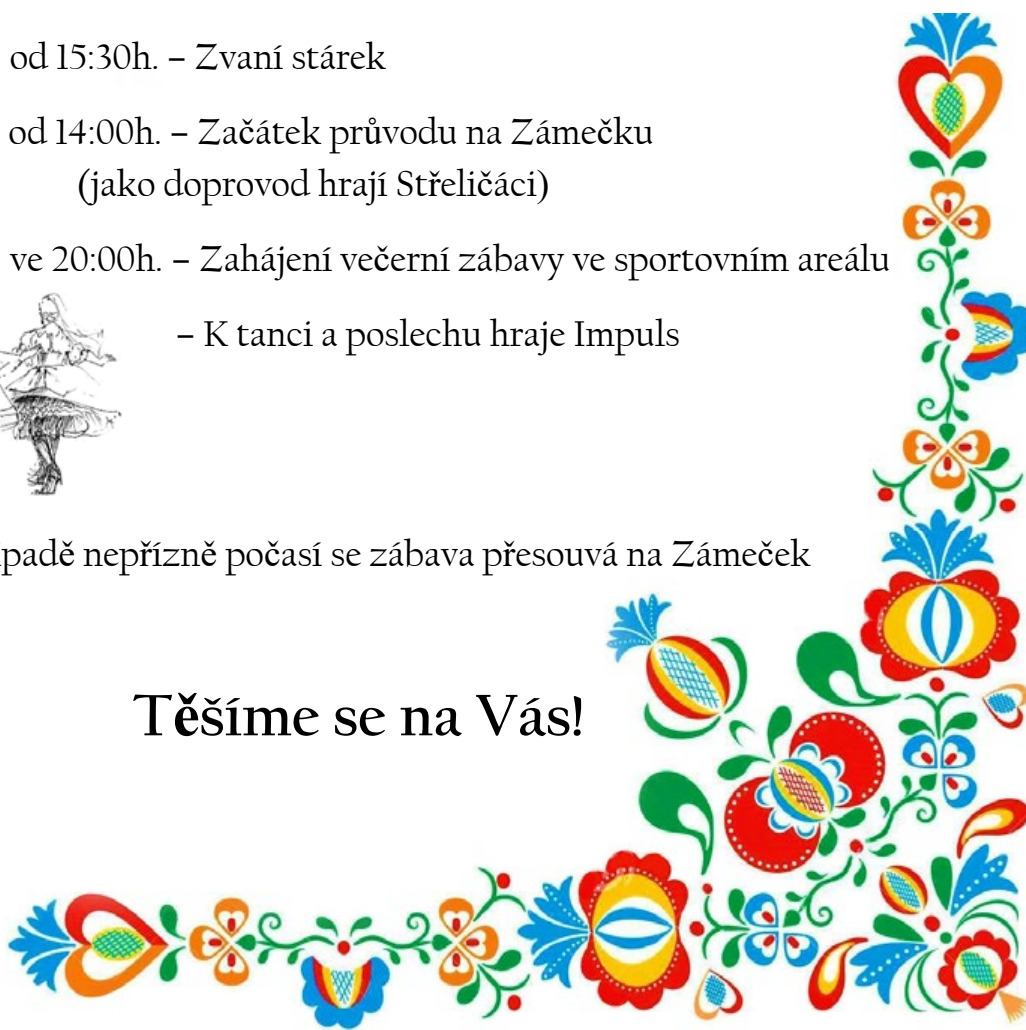 od 15:30h. – Zvaní stárek
od 14:00h. – Začátek průvodu na Zámečku
(jako doprovod hrají Střeličáci)
ve 20:00h. – Zahájení večerní zábavy ve sportovním areálu
– K tanci a poslechu hraje Impuls
nepřízně počasí se zábava přesouvá na Zámeček
Těšíme se na Vás!